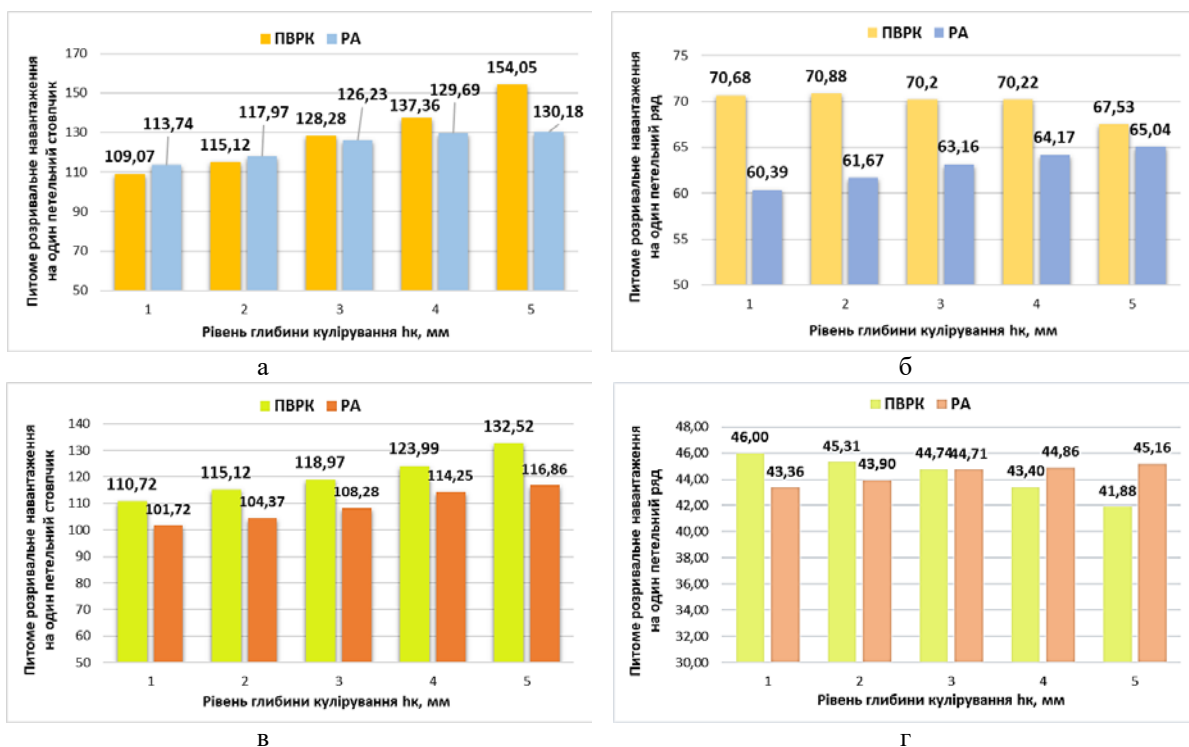 ПВРК РА
Питоме розривальне навантаження
на один петельний стовпчик
170
150
130
110
90
70
50
109,07 113,74 115,12 117,97 128,28 126,23 137,36 129,69 154,05 130,18
1 2 3 4 5
Рівень глибини кулірування hк, мм
а
ПВРК РА
Питоме розривальне навантаження
на один петельний ряд
75
70
65
60
55
50
70,68 60,39 70,88 61,67 70,2 63,16 70,22 64,17 67,53 65,04
1 2 3 4 5
Рівень глибини кулірування hк, мм
б
ПВРК РА
Питоме розривальне навантаження
на один петельний стовпчик
140
130
120
110
100
90
80
70
60
50
110,72 101,72 115,12 104,37 118,97 108,28 123,99 114,25 132,52 116,86
1 2 3 4 5
Рівень глибини кулірування hк, мм
в
ПВРК РА
Питоме розривальне навантаження
на один петельний ряд
48,00
46,00
44,00
42,00
40,00
38,00
36,00
34,00
32,00
30,00
46,00 43,36 45,31 43,90 44,74 44,71 43,40 44,86 41,88 45,16
1 2 3 4 5
Рівень глибини кулірування hк, мм
г